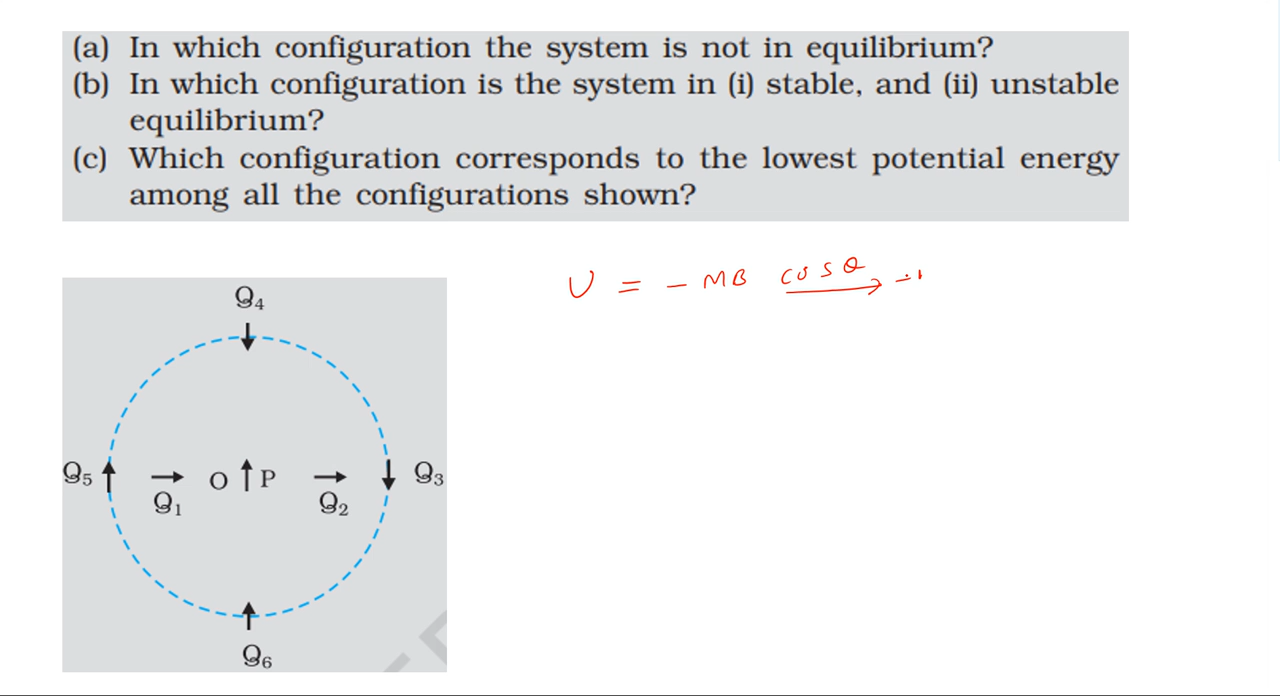 (a) In which configuration the system is not in equilibrium?
(b) In which configuration is the system in (i) stable, and (ii) unstable
equilibrium?
(c) Which configuration corresponds to the lowest potential energy
among all the configurations shown?
U = - MB cosθ
Q4
Q5 O P Q3
Q1 Q2
Q6